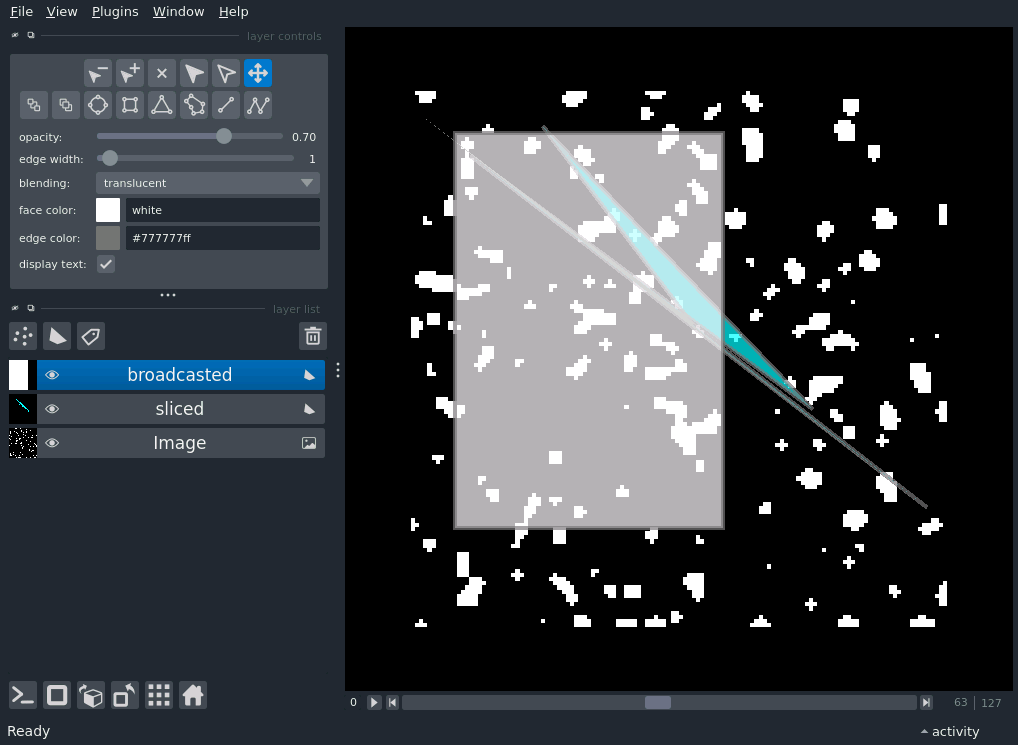 File View Plugins Window Help
layer controls
opacity: 0.70
edge width: 1
blending: translucent
face color: white
edge color: #777777ff
display text:
layer list
broadcasted
sliced
Image
0 63 127
Ready activity